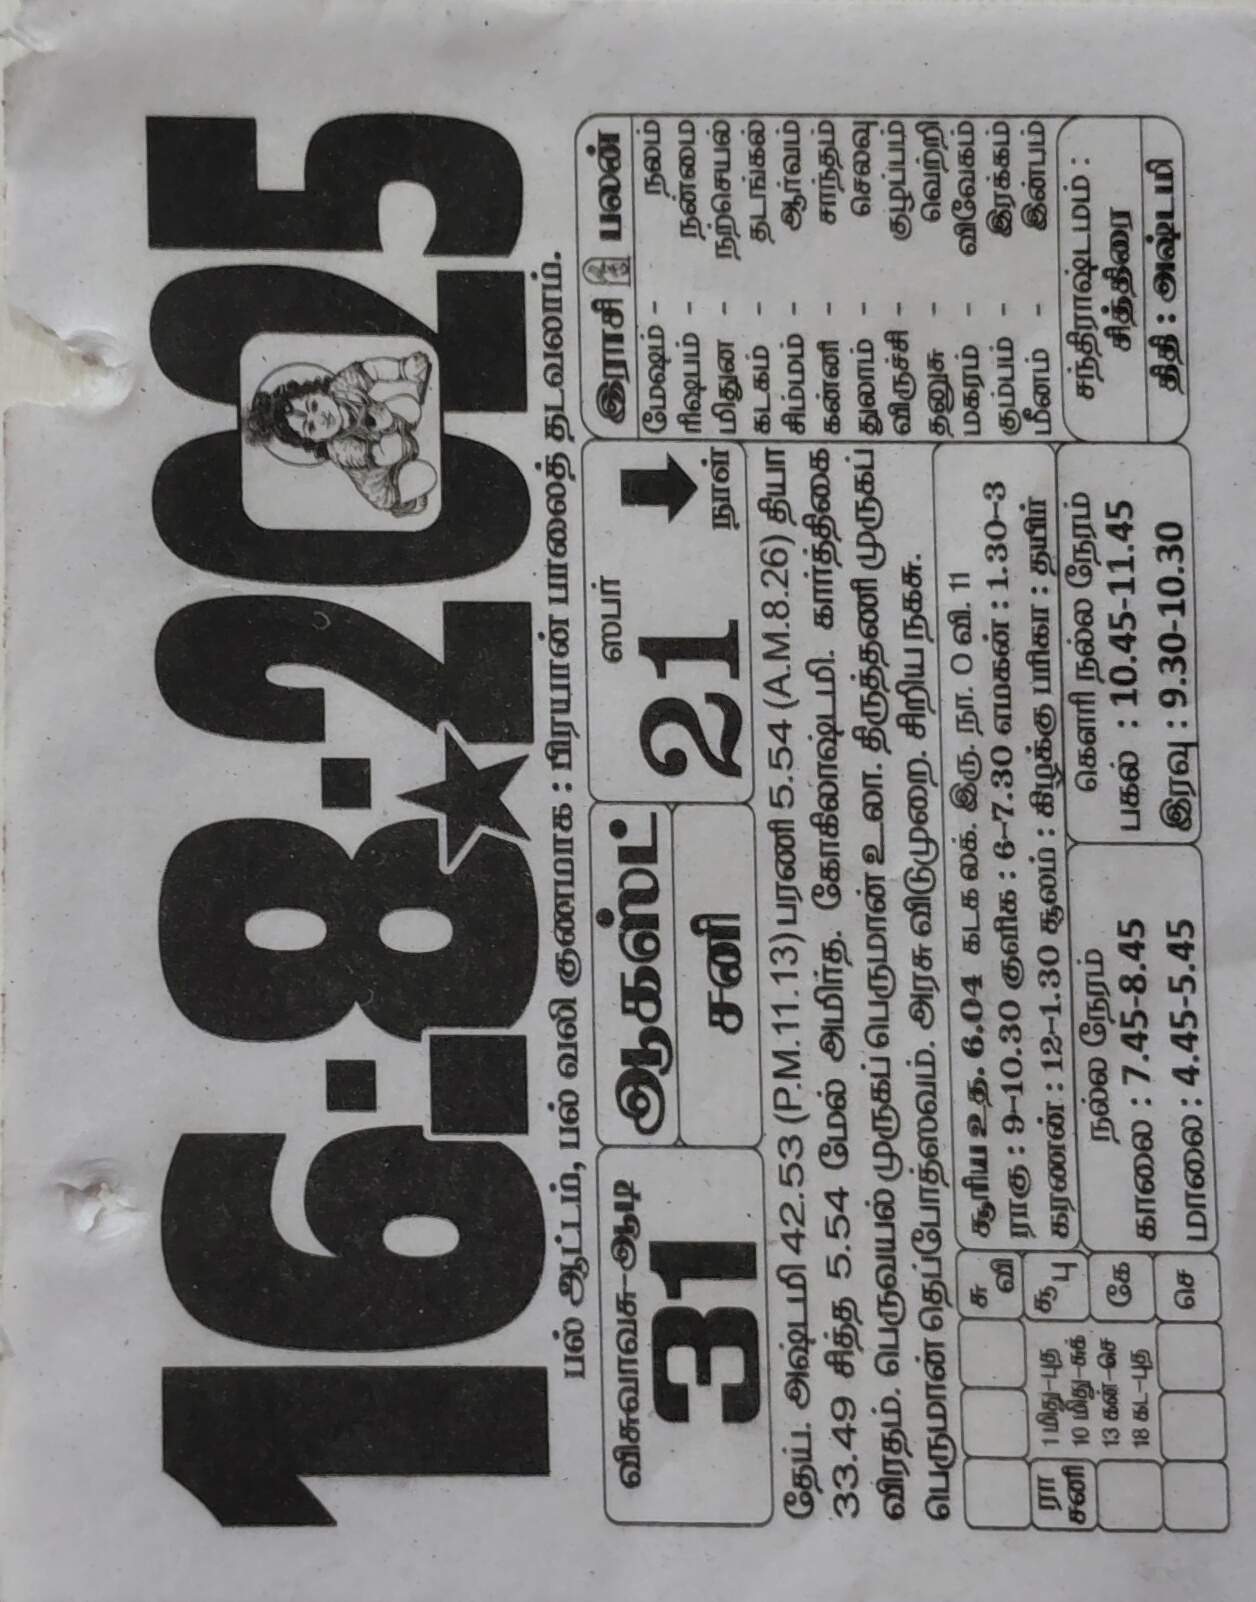 16.8.2025
பல் ஆட்டம், பல் வலி குணமாக : பிரயான் பாலைத் தடவலாம்.
விசுவாவசு-ஆடி
31
ஆகஸ்ட்
சனி
ஸபர்
21
நாள்
தேய். அஷ்டமி 42.53 (P.M.11.13) பரணி 5.54 (A.M.8.26) தியா
33.49 சித்த 5.54 மேல் அமிர்த. கோகிலாஷ்டமி. கார்த்திகை
விரதம். பெருவயல் முருகப் பெருமான் உலா. திருத்தணி முருகப்
பெருமான் தெப்போத்ஸவம். அரசு விடுமுறை. சிறிய நகசு.
இராசி பலன்
மேஷம் - நலம்
ரிஷபம் - நன்மை
மிதுன - நற்செயல்
கடகம் - தடங்கல்
சிம்மம் - ஆர்வம்
கன்னி - சாந்தம்
துலாம் - செலவு
விருச்சி - குழப்பம்
தனுசு - வெற்றி
மகரம் - விவேகம்
கும்பம் - இரக்கம்
மீனம் - இன்பம்
சந்திராஷ்டமம் :
சித்திரை
திதி : அஷ்டமி
சூரிய உத. 6.04 கடக லக். இரு. நா. 0 வி. 11
ராகு : 9-10.30 குளிக : 6-7.30 எமகன் : 1.30-3
கரணன் : 12-1.30 சூலம் : கிழக்கு பரிகா : தயிர்
நல்ல நேரம்
காலை : 7.45-8.45
மாலை : 4.45-5.45
கௌரி நல்ல நேரம்
பகல் : 10.45-11.45
இரவு : 9.30-10.30
சு
வி
ரா
சனி
1 மிது-புத
10 மிது-சுக்
13 கன்-செ
18 கட-புத
சூ
பு
கே
செ